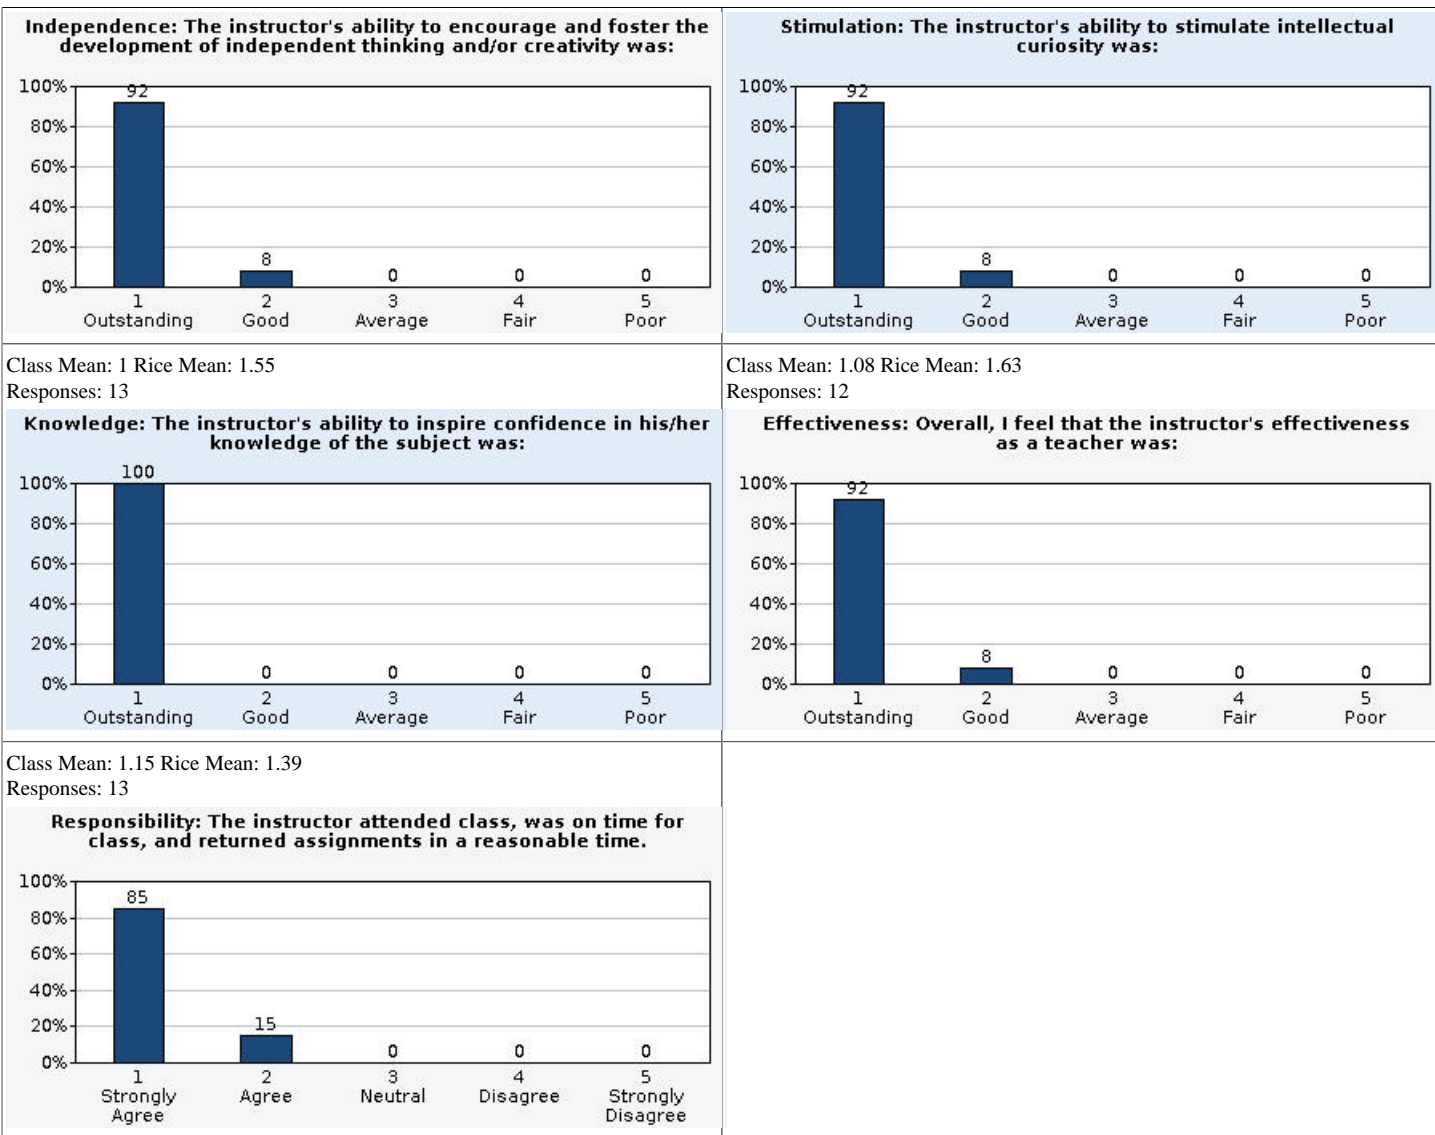 Independence: The instructor's ability to encourage and foster the
development of independent thinking and/or creativity was:
100%
80%
60%
40%
20%
0%
92
8
0
0
0
1
2
3
4
5
Outstanding
Good
Average
Fair
Poor
Stimulation: The instructor's ability to stimulate intellectual
curiosity was:
100%
80%
60%
40%
20%
0%
92
8
0
0
0
1
2
3
4
5
Outstanding
Good
Average
Fair
Poor
Class Mean: 1 Rice Mean: 1.55
Responses: 13
Class Mean: 1.08 Rice Mean: 1.63
Responses: 12
Knowledge: The instructor's ability to inspire confidence in his/her
knowledge of the subject was:
100%
80%
60%
40%
20%
0%
100
0
0
0
0
1
2
3
4
5
Outstanding
Good
Average
Fair
Poor
Effectiveness: Overall, I feel that the instructor's effectiveness
as a teacher was:
100%
80%
60%
40%
20%
0%
92
8
0
0
0
1
2
3
4
5
Outstanding
Good
Average
Fair
Poor
Class Mean: 1.15 Rice Mean: 1.39
Responses: 13
Responsibility: The instructor attended class, was on time for
class, and returned assignments in a reasonable time.
100%
80%
60%
40%
20%
0%
85
15
0
0
0
1
2
3
4
5
Strongly
Agree
Agree
Neutral
Disagree
Strongly
Disagree